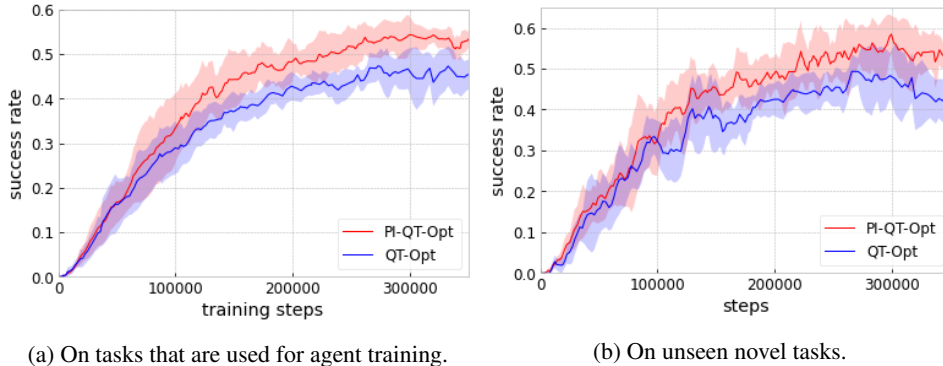 success rate
0.6
0.5
0.4
0.3
0.2
0.1
0.0
0 100000 200000 300000
training steps
PI-QT-Opt
QT-Opt
(a) On tasks that are used for agent training.
success rate
0.6
0.5
0.4
0.3
0.2
0.1
0.0
0 100000 200000 300000
steps
PI-QT-Opt
QT-Opt
(b) On unseen novel tasks.